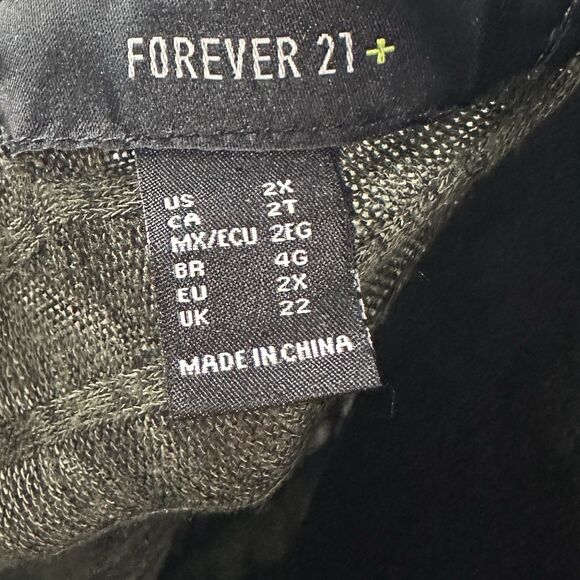 FOREVER 21+
US 2X
CA 2T
MX/ECU 2EG
BR 4G
EU 2X
UK 22
MADE IN CHINA